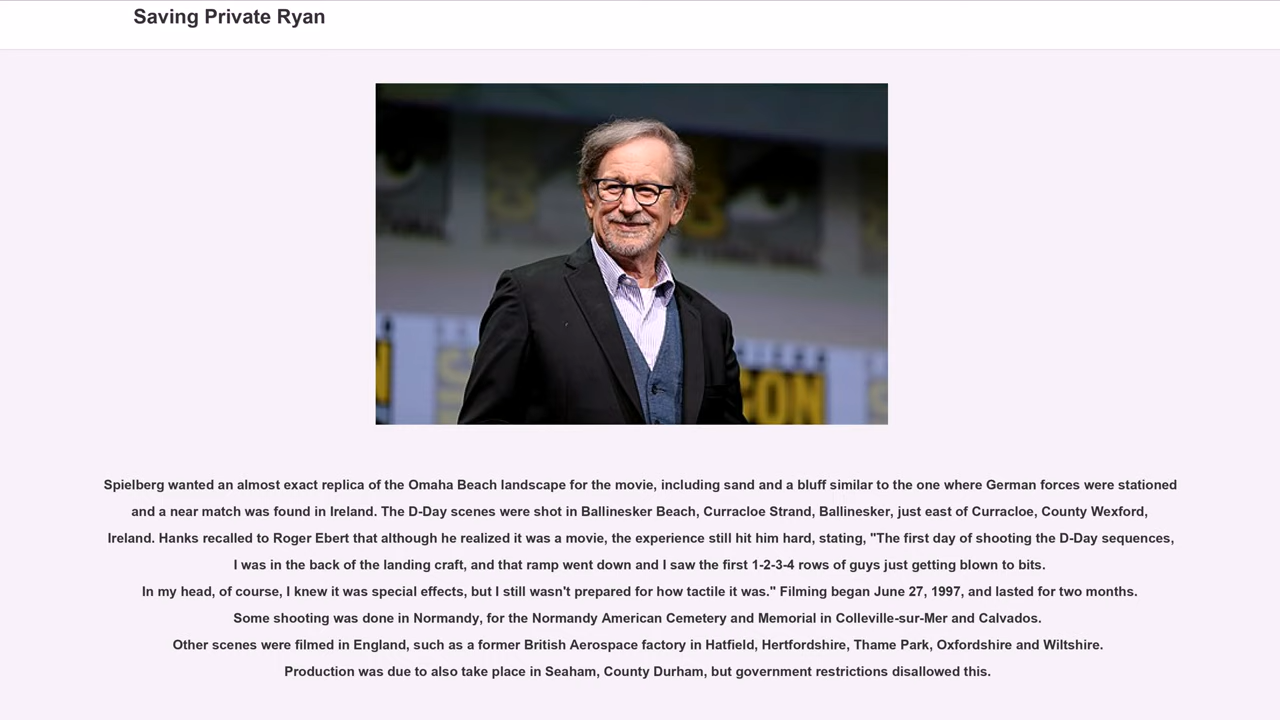 Saving Private Ryan
CON
Spielberg wanted an almost exact replica of the Omaha Beach landscape for the movie, including sand and a bluff similar to the one where German forces were stationed
and a near match was found in Ireland. The D-Day scenes were shot in Ballinesker Beach, Curracloe Strand, Ballinesker, just east of Curracloe, County Wexford,
Ireland. Hanks recalled to Roger Ebert that although he realized it was a movie, the experience still hit him hard, stating, "The first day of shooting the D-Day sequences,
I was in the back of the landing craft, and that ramp went down and I saw the first 1-2-3-4 rows of guys just getting blown to bits.
In my head, of course, I knew it was special effects, but I still wasn't prepared for how tactile it was." Filming began June 27, 1997, and lasted for two months.
Some shooting was done in Normandy, for the Normandy American Cemetery and Memorial in Colleville-sur-Mer and Calvados.
Other scenes were filmed in England, such as a former British Aerospace factory in Hatfield, Hertfordshire, Thame Park, Oxfordshire and Wiltshire.
Production was due to also take place in Seaham, County Durham, but government restrictions disallowed this.